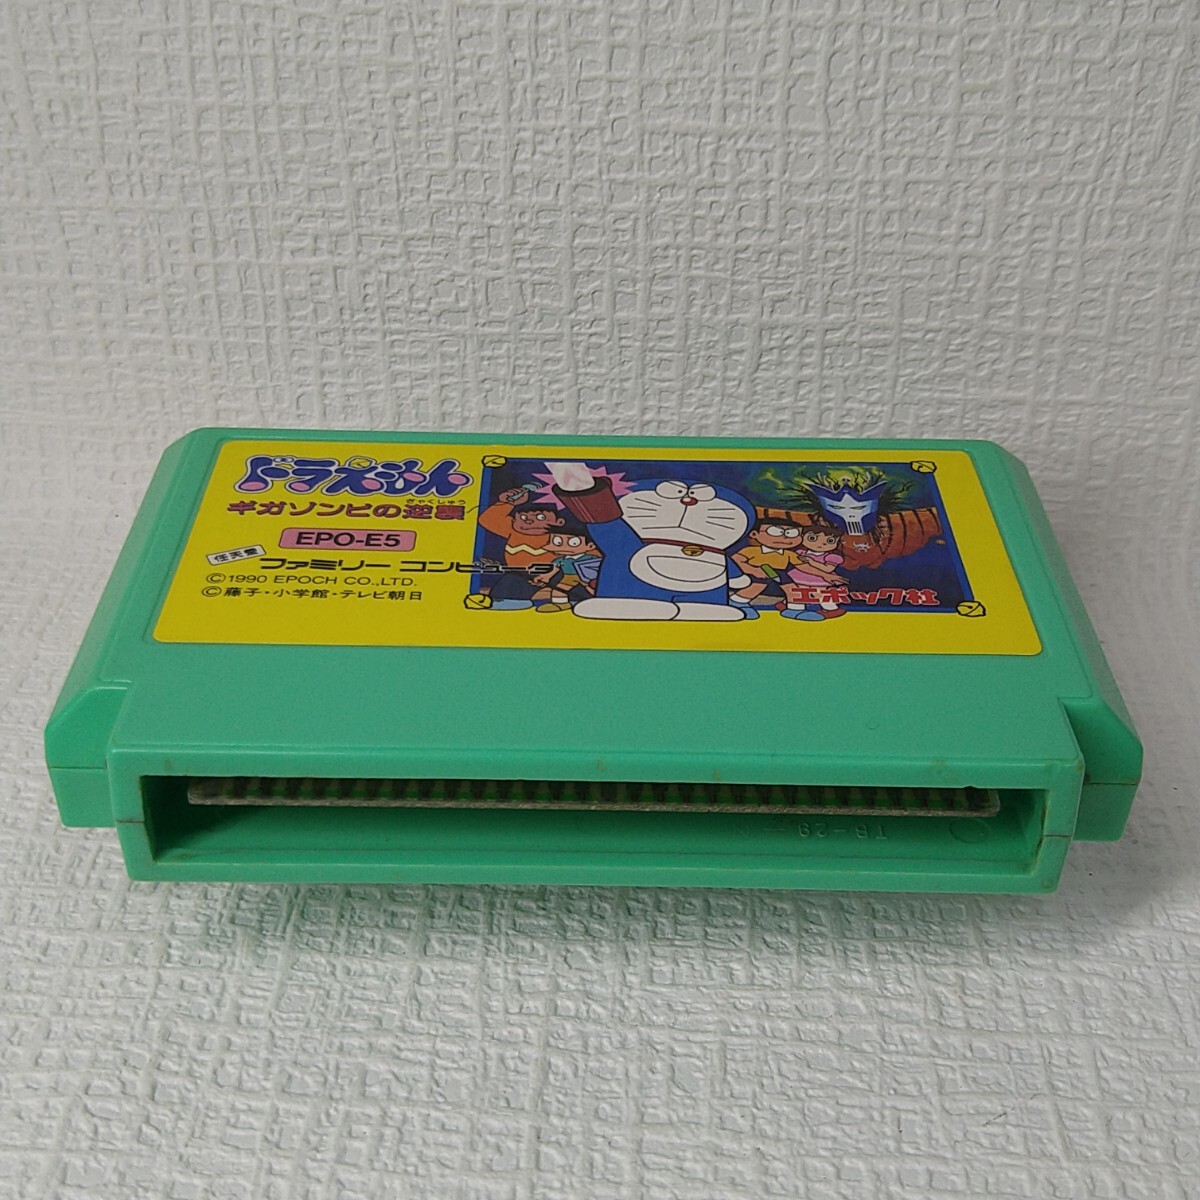 ドラえもん
ぎゃくしゅう
ギガゾンビの逆襲
EPO-E5
任天堂
ファミリー コンピュータ
©1990 EPOCH CO.,LTD.
©藤子・小学館・テレビ朝日
エポック社